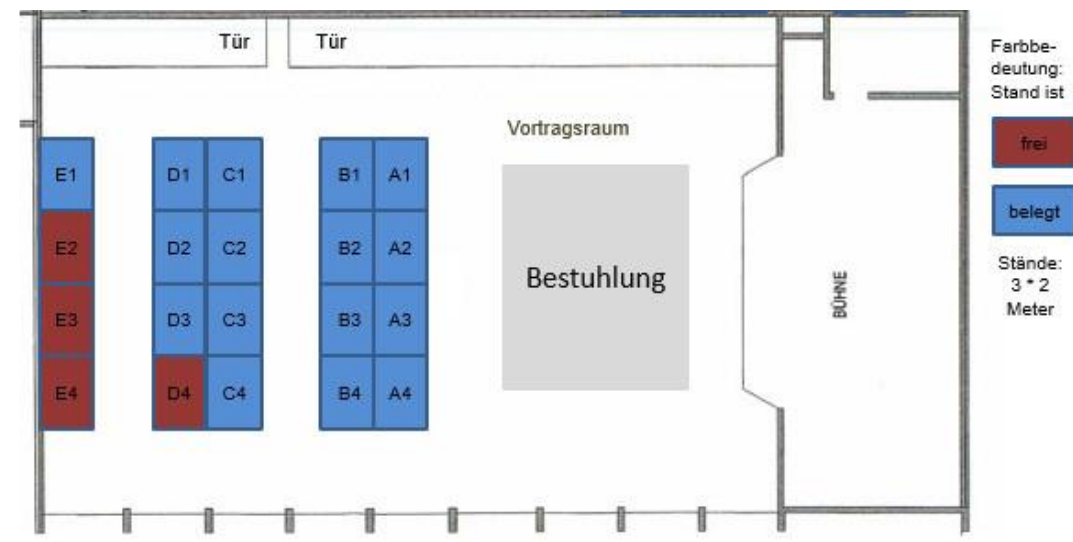 Tür
Tür
Farbbe-
deutung:
Stand ist
frei
belegt
Stände:
3 * 2
Meter
Vortragsraum
E1
D1 C1
B1 A1
E2
D2 C2
B2 A2
E3
D3 C3
B3 A3
E4
D4 C4
B4 A4
Bestuhlung
BÜHNE